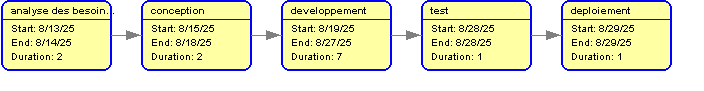 analyse des besoin...
Start: 8/13/25
End: 8/14/25
Duration: 2
conception
Start: 8/15/25
End: 8/18/25
Duration: 2
developpement
Start: 8/19/25
End: 8/27/25
Duration: 7
test
Start: 8/28/25
End: 8/28/25
Duration: 1
deploiement
Start: 8/29/25
End: 8/29/25
Duration: 1